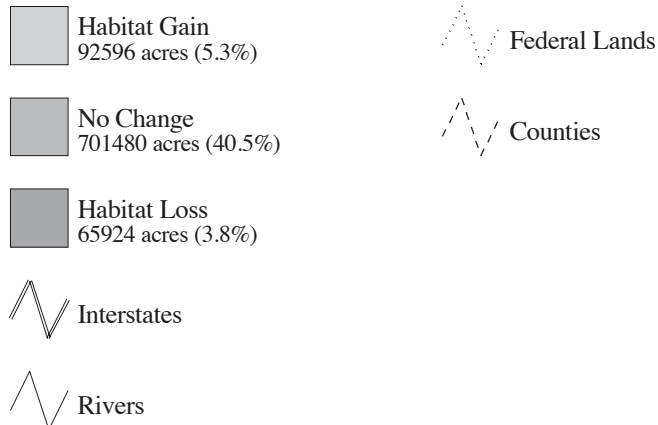 Habitat Gain
92596 acres (5.3%)
No Change
701480 acres (40.5%)
Habitat Loss
65924 acres (3.8%)
Interstates
Rivers
Federal Lands
Counties